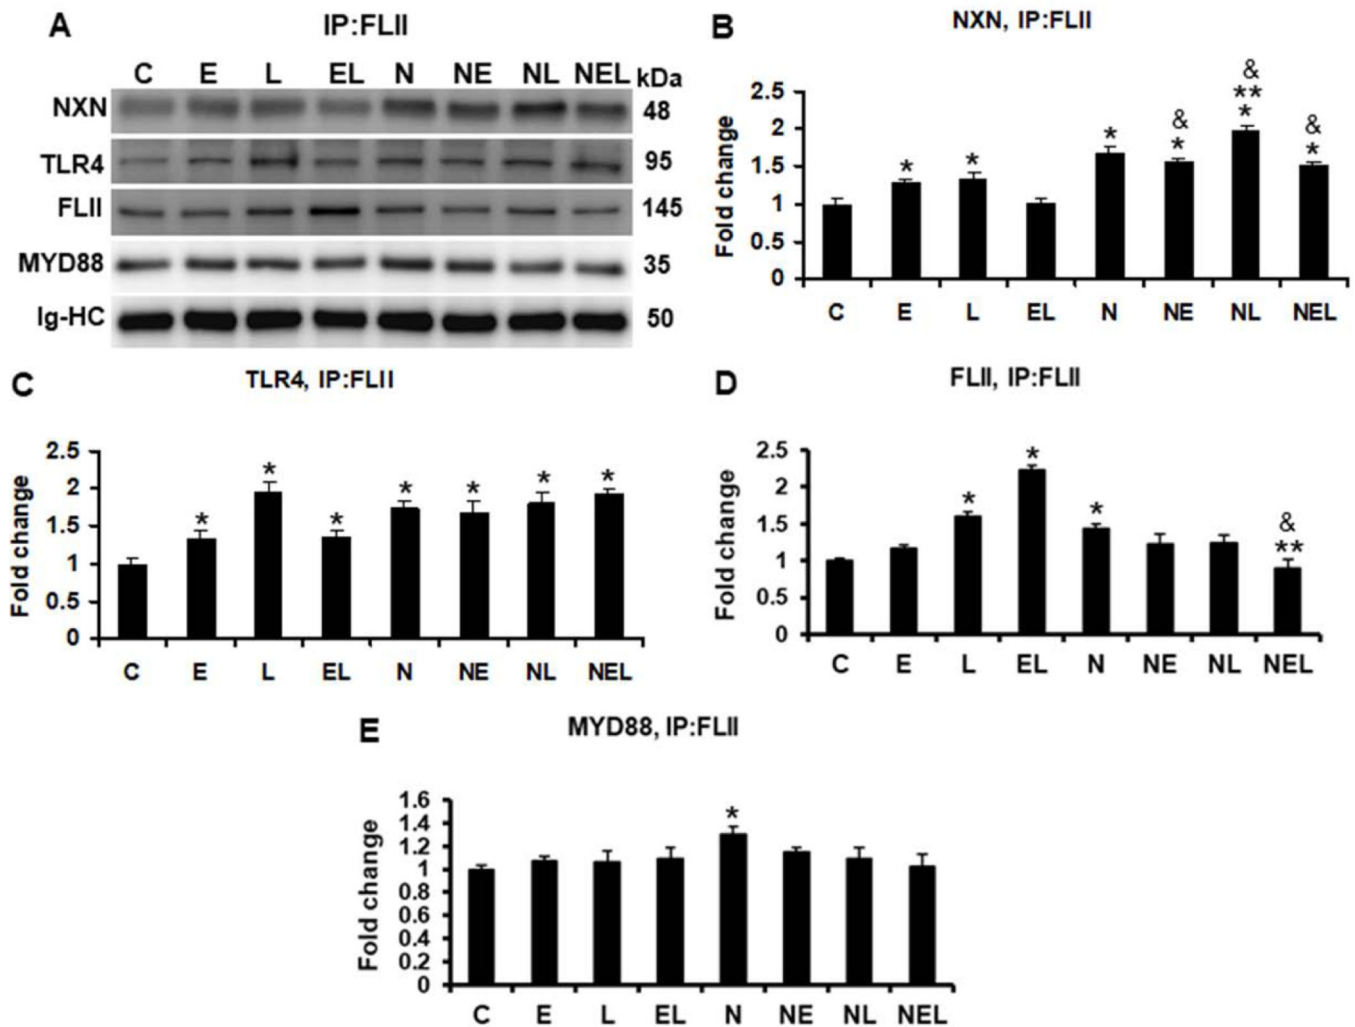 A
IP:FLII
C E L EL N NE NL NEL kDa
NXN 48
TLR4 95
FLII 145
MYD88 35
Ig-HC 50
B
NXN, IP:FLII
Fold change
2.5
2
1.5
1
0.5
0
* * * & * & ** * & *
C E L EL N NE NL NEL
C
TLR4, IP:FLII
Fold change
2.5
2
1.5
1
0.5
0
* * * * * * *
C E L EL N NE NL NEL
D
FLII, IP:FLII
Fold change
2.5
2
1.5
1
0.5
0
* * * & **
C E L EL N NE NL NEL
E
MYD88, IP:FLII
Fold change
1.6
1.4
1.2
1
0.8
0.6
0.4
0.2
0
*
C E L EL N NE NL NEL